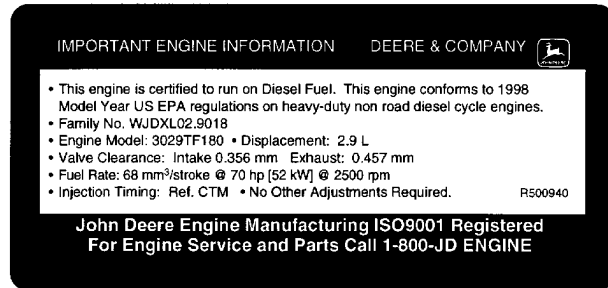 IMPORTANT ENGINE INFORMATION DEERE & COMPANY
• This engine is certified to run on Diesel Fuel. This engine conforms to 1998
Model Year US EPA regulations on heavy-duty non road diesel cycle engines.
• Family No. WJDXL02.9018
• Engine Model: 3029TF180 • Displacement: 2.9 L
• Valve Clearance: Intake 0.356 mm Exhaust: 0.457 mm
• Fuel Rate: 68 mm³/stroke @ 70 hp [52 kW] @ 2500 rpm
• Injection Timing: Ref. CTM • No Other Adjustments Required. R500940
John Deere Engine Manufacturing ISO9001 Registered
For Engine Service and Parts Call 1-800-JD ENGINE